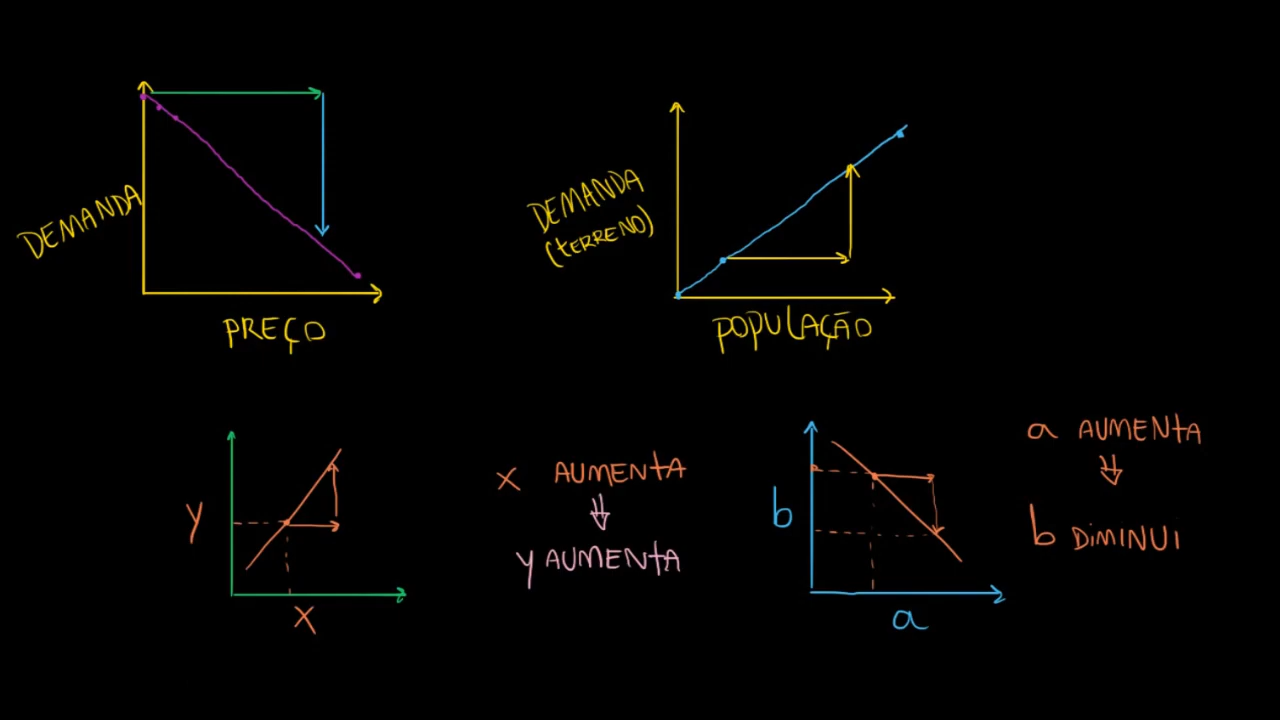 DEMANDA
PREÇO
DEMANDA
(TERRENO)
POPULAÇÃO
y
x
x AUMENTA
y AUMENTA
b
a
a AUMENTA
b DIMINUI